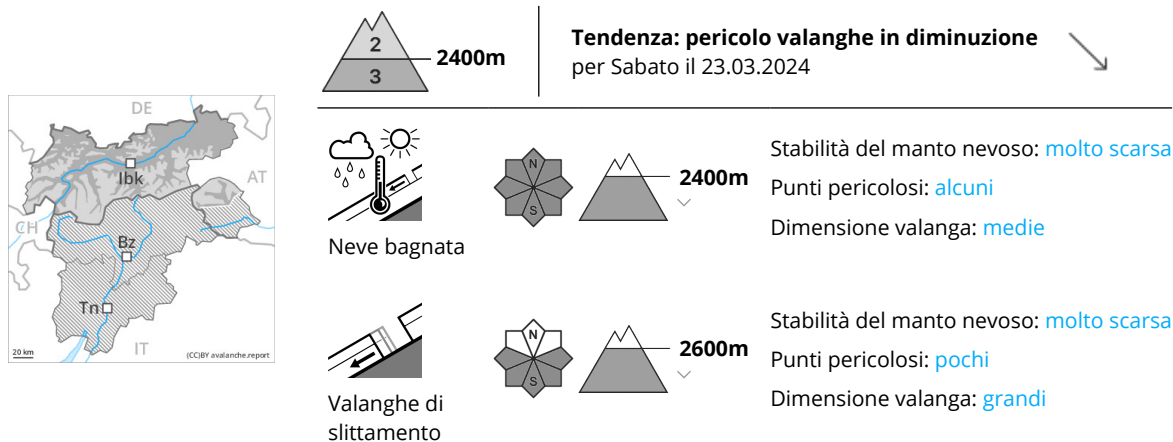 2
3
2400m
Tendenza: pericolo valanghe in diminuzione
per Sabato il 23.03.2024
DE
Ibk
AT
CH
Bz
Tn
IT
20 km
(CC)BY avalanche.report
Neve bagnata
N
S
2400m
Stabilità del manto nevoso: molto scarsa
Punti pericolosi: alcuni
Dimensione valanga: medie
Valanghe di
slittamento
N
S
2600m
Stabilità del manto nevoso: molto scarsa
Punti pericolosi: pochi
Dimensione valanga: grandi